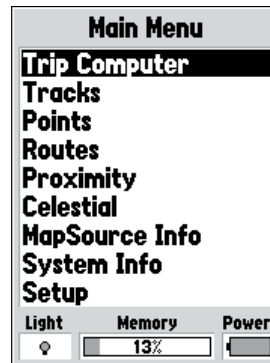 Main Menu
Trip Computer
Tracks
Points
Routes
Proximity
Celestial
MapSource Info
System Info
Setup
Light Memory Power
13%